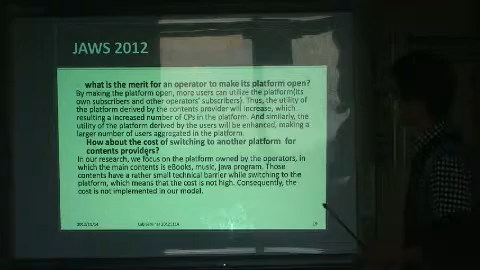 JAWS 2012
what is the merit for an operator to make its platform open?
By making the platform open, more users can utilize the platform(its
own subscribers and other operators' subscribers). Thus, the utility of
the platform derived by the contents provider will increase, which
resulting a increased number of CPs in the platform. And similarly, the
utility of the platform derived by the users will be enhanced, making a
larger number of users aggregated in the platform.
How about the cost of switching to another platform for
contents providers?
In our research, we focus on the platform owned by the operators, in
which the main contents is eBooks, music, Java program. Those
contents have a rather small technical barrier while switching to the
platform, which means that the cost is not high. Consequently, the
cost is not implemented in our model.